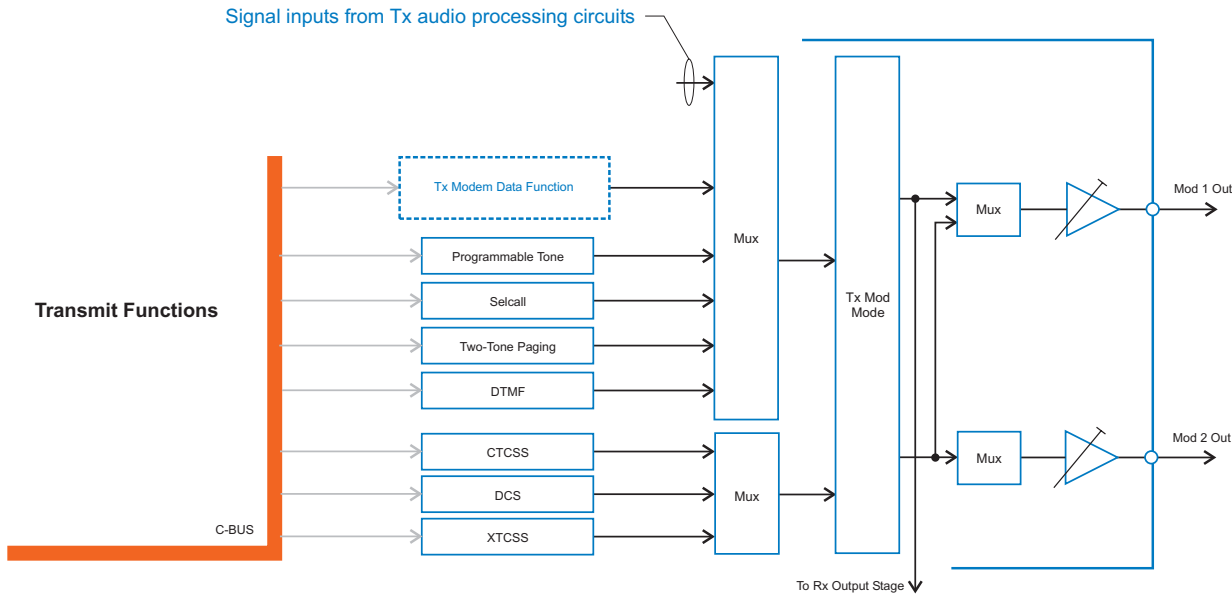 Signal inputs from Tx audio processing circuits
Tx Modem Data Function
Mod 1 Out
Mux
Programmable Tone
Mux
Transmit Functions
Selcall
Tx Mod
Mode
Two-Tone Paging
DTMF
Mod 2 Out
CTCSS
Mux
DCS
Mux
C-BUS
XTCSS
To Rx Output Stage